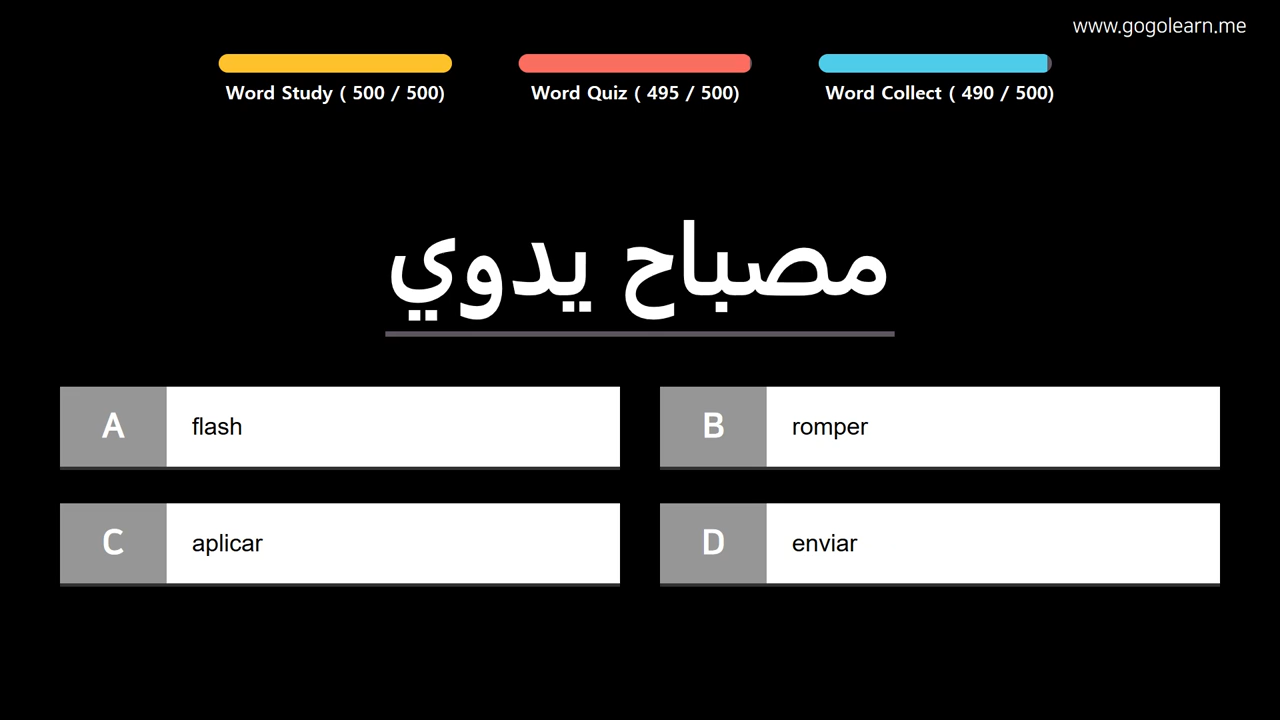 www.gogolearn.me
Word Study ( 500 / 500)
Word Quiz ( 495 / 500)
Word Collect ( 490 / 500)
مصباح يدوي
A flash
B romper
C aplicar
D enviar